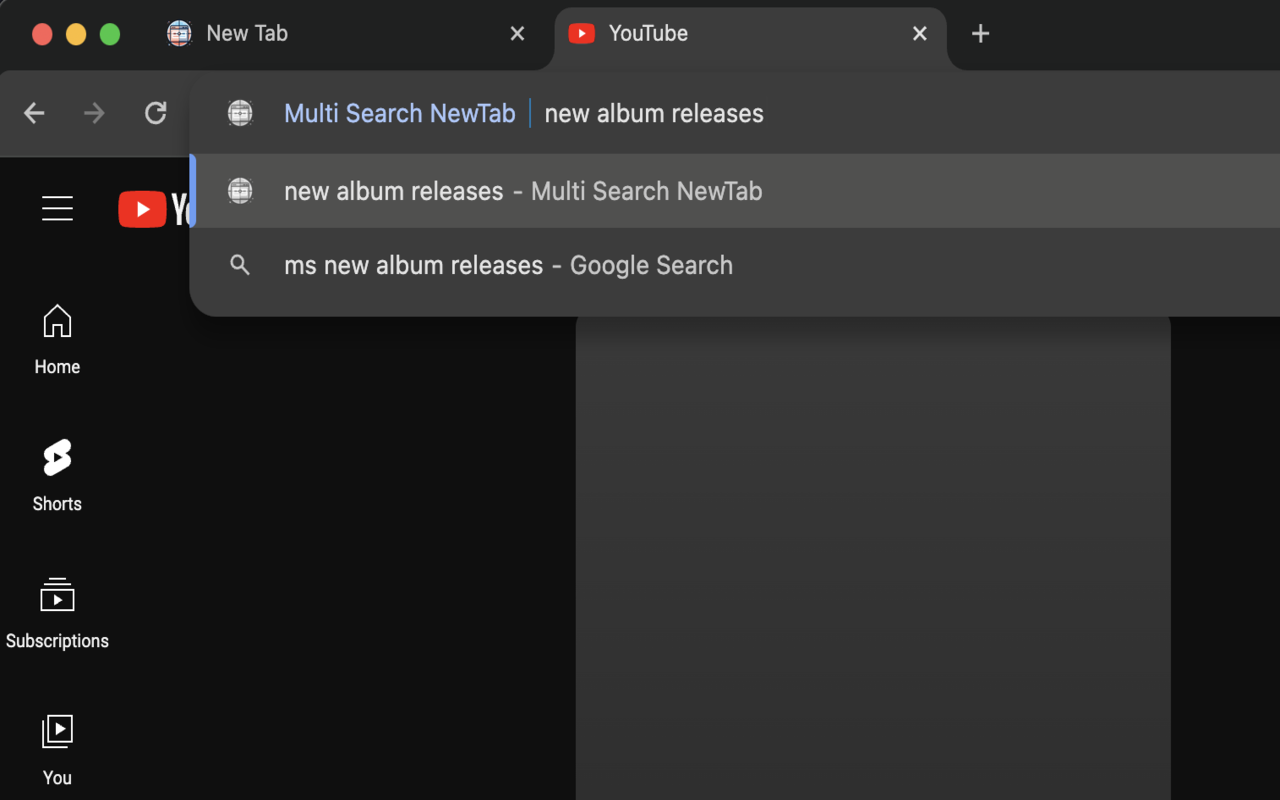 New Tab
YouTube
Multi Search NewTab | new album releases
new album releases - Multi Search NewTab
ms new album releases - Google Search
Home
Shorts
Subscriptions
You